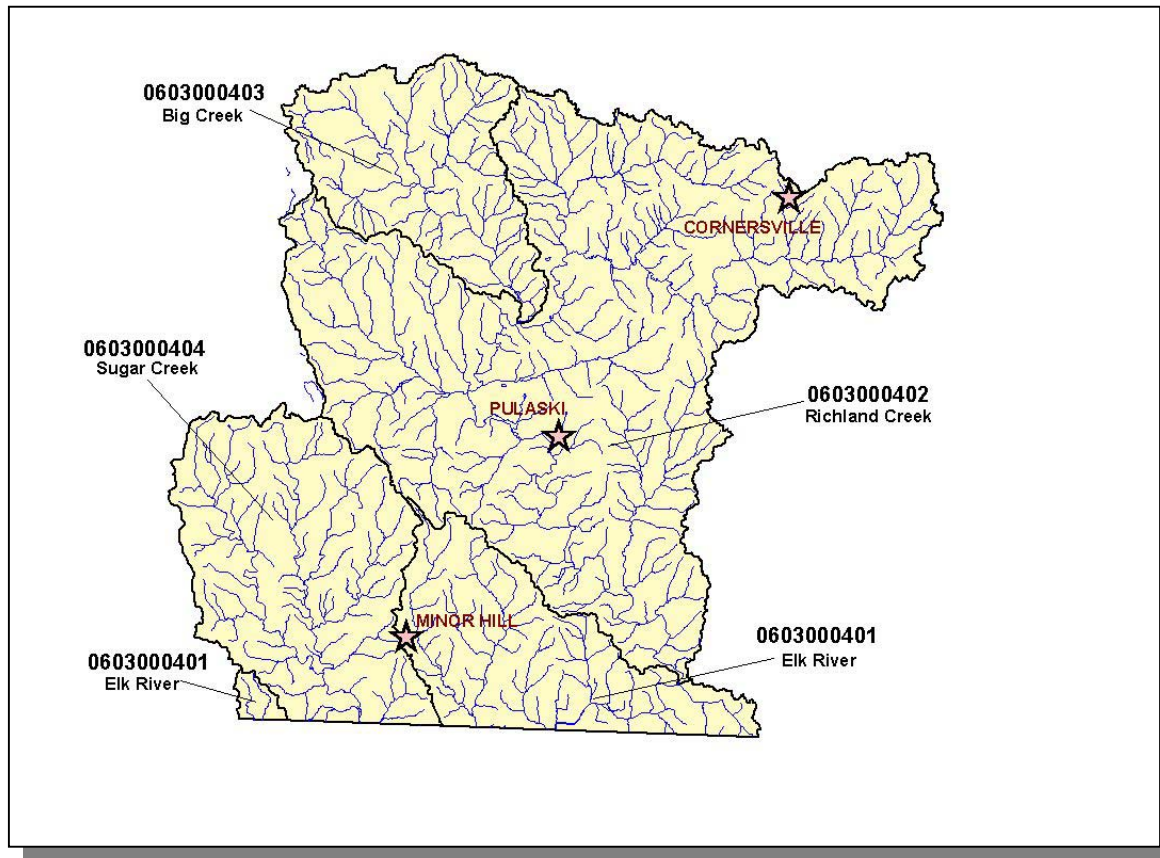 0603000403
Big Creek
CORNERSVILLE
0603000404
Sugar Creek
0603000402
Richland Creek
PULASKI
MINOR HILL
0603000401
Elk River
0603000401
Elk River